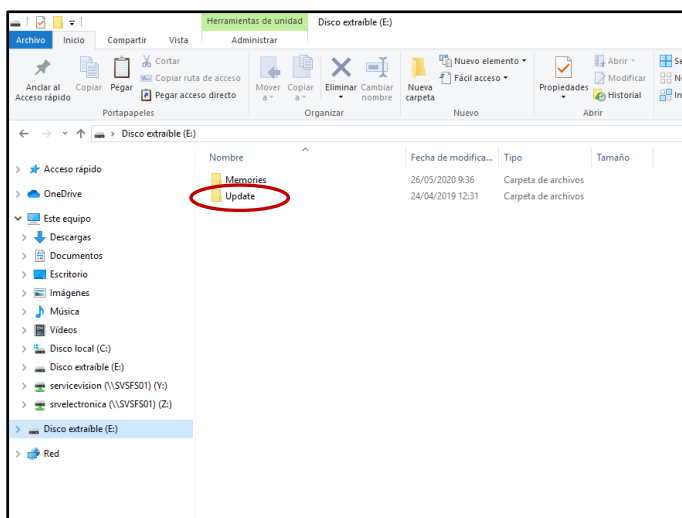 Herramientas de unidad Disco extraíble (E:)
Archivo Inicio Compartir Vista Administrar
Anclar al Acceso rápido
Copiar
Pegar
Cortar
Copiar ruta de acceso
Pegar acceso directo
Portapapeles
Mover a
Copiar a
Eliminar
Cambiar nombre
Organizar
Nueva carpeta
Nuevo elemento
Fácil acceso
Nuevo
Propiedades
Abrir
Modificar
Historial
Abrir
Se
N
In
Disco extraíble (E:)
Acceso rápido
OneDrive
Este equipo
Descargas
Documentos
Escritorio
Imágenes
Música
Vídeos
Disco local (C:)
Disco extraíble (E:)
servicevision (\\SVSFS01) (Y:)
srvelectronica (\\SVSFS01) (Z:)
Disco extraíble (E:)
Red
Nombre Fecha de modifica... Tipo Tamaño
Memories 26/05/2020 9:36 Carpeta de archivos
Update 24/04/2019 12:31 Carpeta de archivos